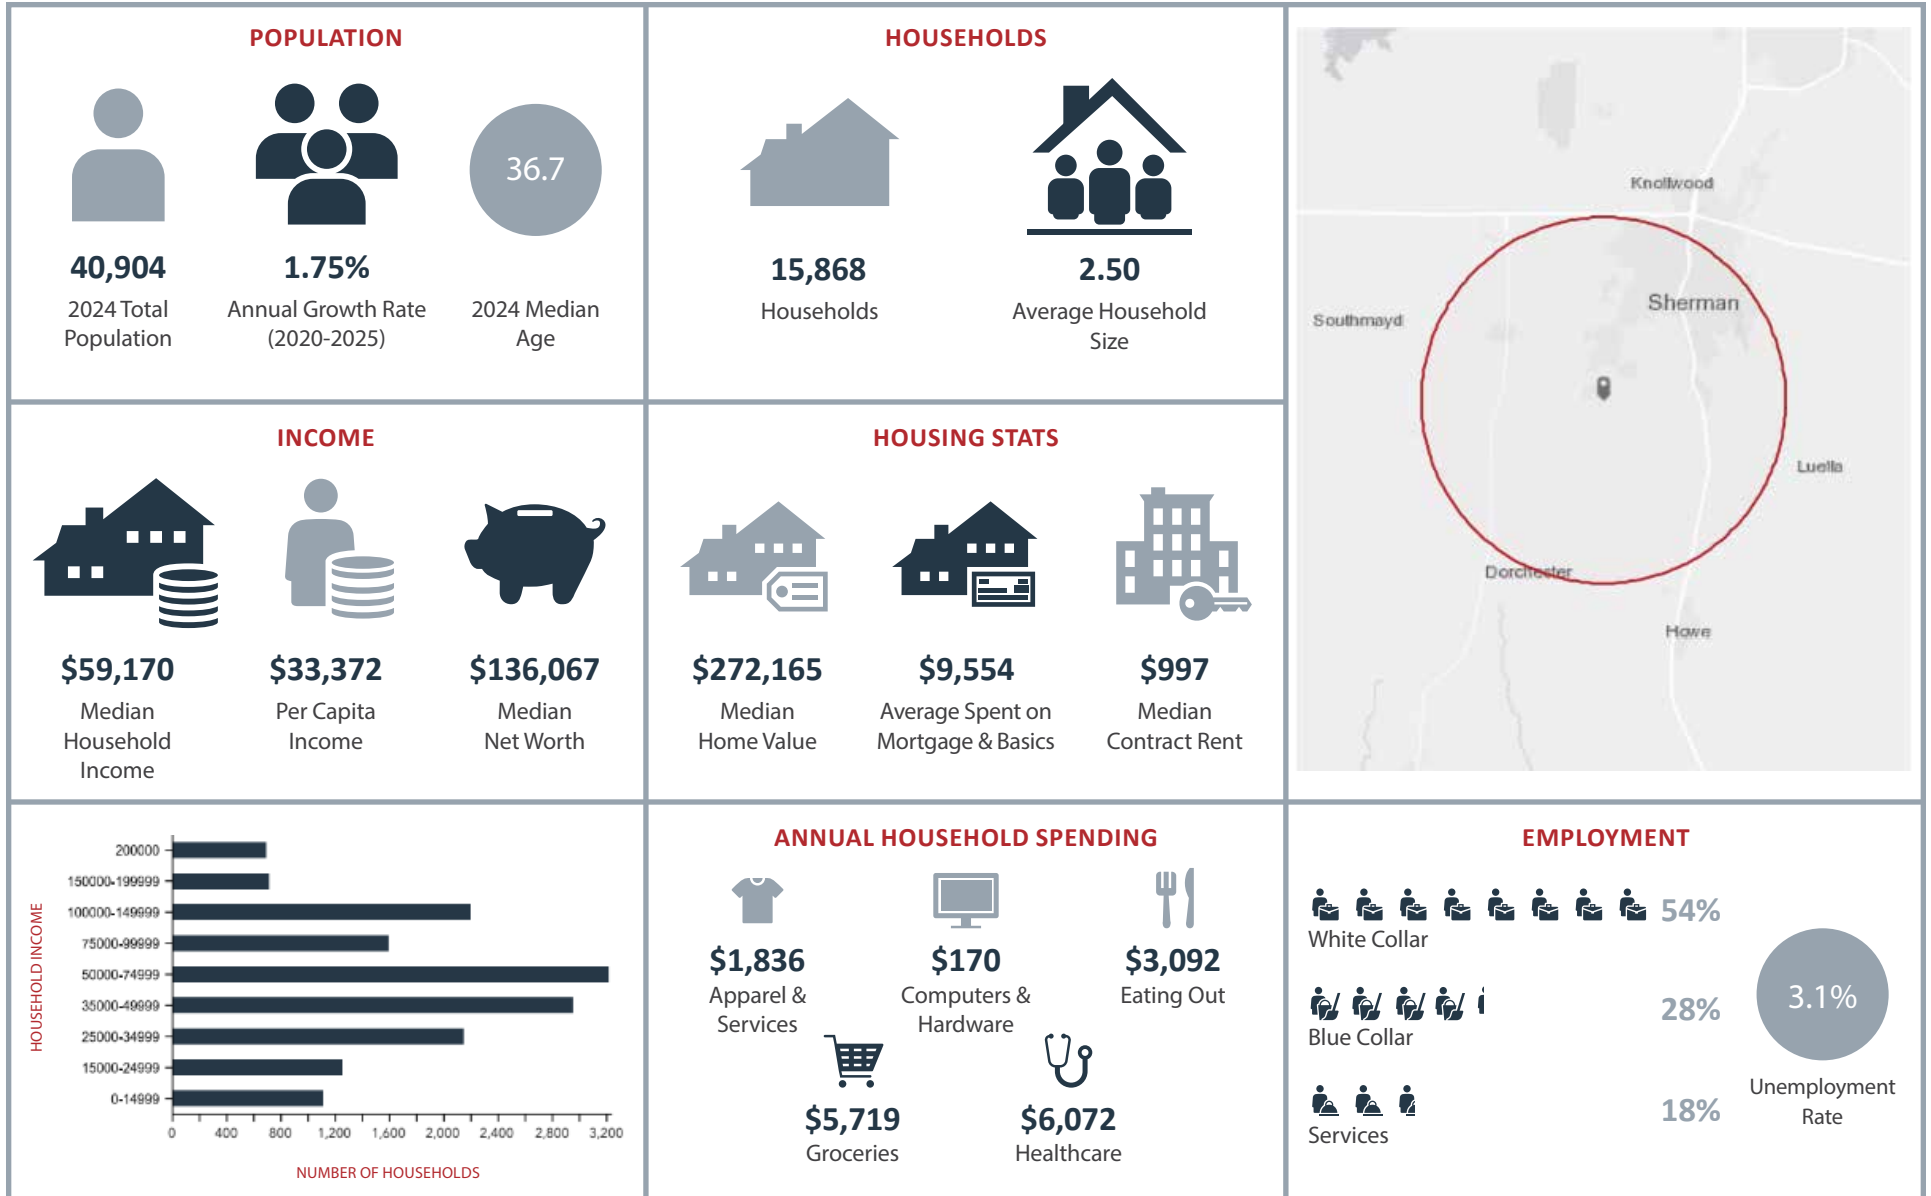 POPULATION
36.7
40,904
2024 Total
Population
1.75%
Annual Growth Rate
(2020-2025)
2024 Median
Age
HOUSEHOLDS
15,868
Households
2.50
Average Household
Size
Knollwood
Sherman
Southmayd
Luella
Dorchester
Howe
INCOME
$59,170
Median
Household
Income
$33,372
Per Capita
Income
$136,067
Median
Net Worth
HOUSING STATS
$272,165
Median
Home Value
$9,554
Average Spent on
Mortgage & Basics
$997
Median
Contract Rent
HOUSEHOLD INCOME
200000
150000-199999
100000-149999
75000-99999
50000-74999
35000-49999
25000-34999
15000-24999
0-14999
0 400 800 1,200 1,600 2,000 2,400 2,800 3,200
NUMBER OF HOUSEHOLDS
ANNUAL HOUSEHOLD SPENDING
$1,836
Apparel &
Services
$170
Computers &
Hardware
$3,092
Eating Out
$5,719
Groceries
$6,072
Healthcare
EMPLOYMENT
54%
White Collar
28%
Blue Collar
18%
Services
3.1%
Unemployment
Rate